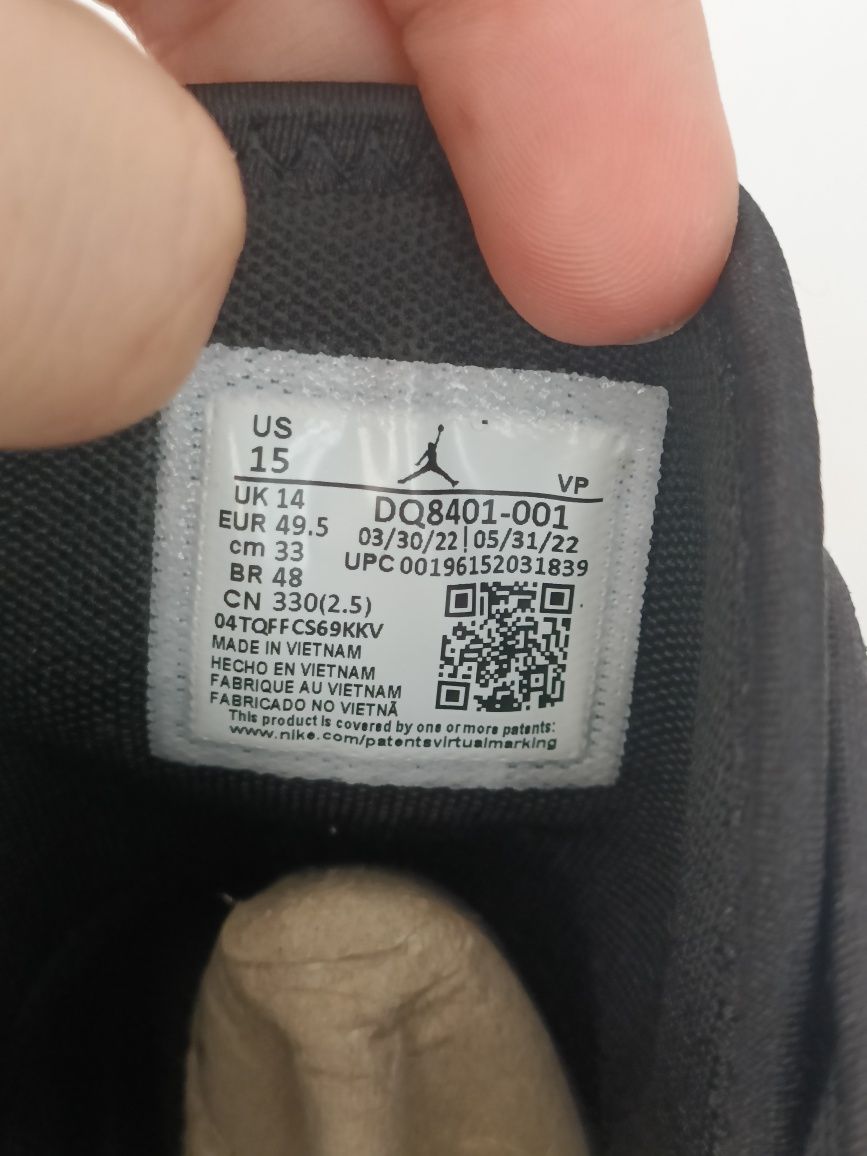 US
15
VP
UK 14
EUR 49.5
cm 33
BR 48
CN 330(2.5)
DQ8401-001
03/30/22|05/31/22
UPC 00196152031839
04TQFFCS69KKV
MADE IN VIETNAM
HECHO EN VIETNAM
FABRIQUE AU VIETNAM
FABRICADO NO VIETNÃ
This product is covered by one or more patents:
www.nike.com/patentsvirtualmarking